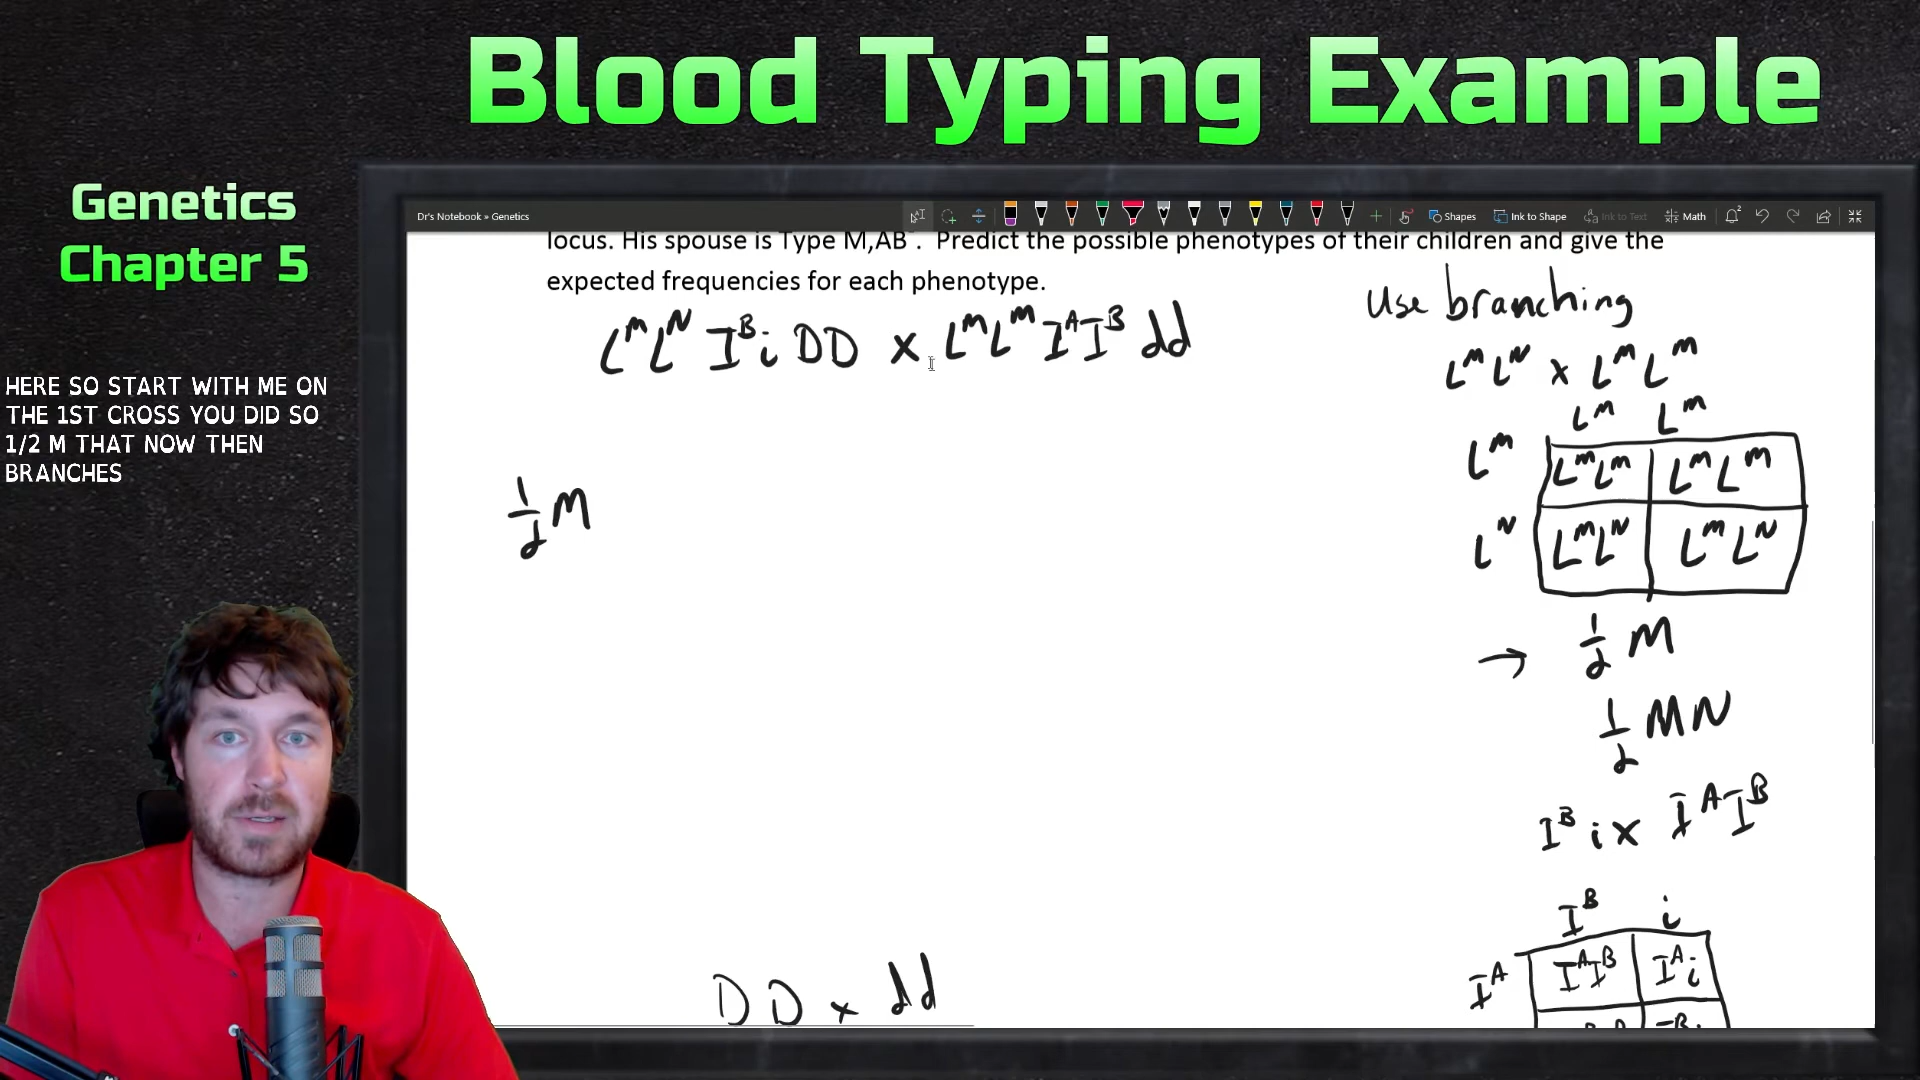 Blood Typing Example
Genetics
Chapter 5
HERE SO START WITH ME ON
THE 1ST CROSS YOU DID SO
1/2 M THAT NOW THEN
BRANCHES
Dr's Notebook » Genetics
Shapes
Ink to Shape
Ink to Text
Math
locus. His spouse is Type M,AB⁻. Predict the possible phenotypes of their children and give the
expected frequencies for each phenotype.
LᴹLᴺ Iᴮi DD x LᴹLᴹ IᴬIᴮ dd
1/2 M
DD x dd
Use branching
LᴹLᴺ x LᴹLᴹ
Lᴹ Lᴹ
Lᴹ LᴹLᴹ LᴹLᴹ
Lᴺ LᴹLᴺ LᴹLᴺ
→ 1/2 M
1/2 MN
Iᴮi x IᴬIᴮ
Iᴮ i
Iᴬ IᴬIᴮ Iᴬi